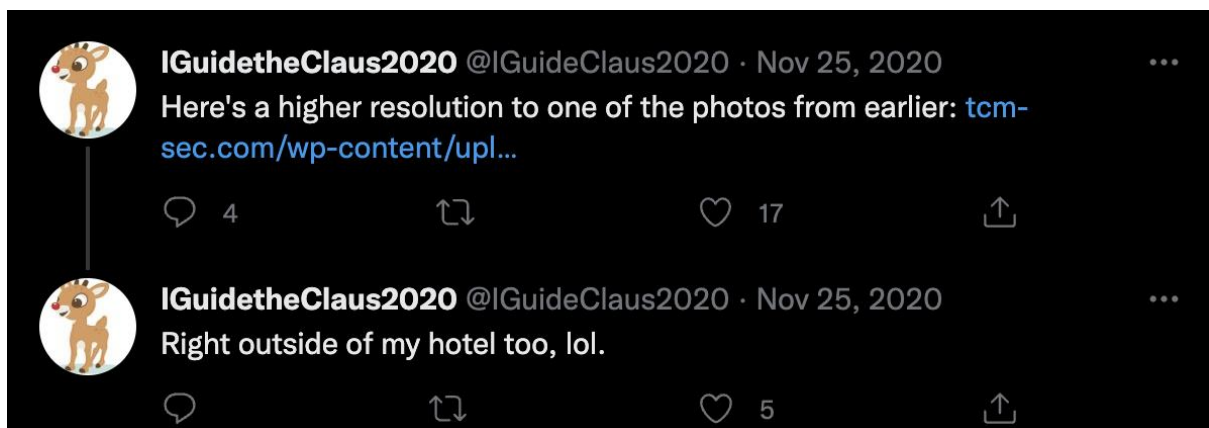 IGuidetheClaus2020 @IGuideClaus2020 · Nov 25, 2020
Here's a higher resolution to one of the photos from earlier: tcm-
sec.com/wp-content/upl...
4 17
IGuidetheClaus2020 @IGuideClaus2020 · Nov 25, 2020
Right outside of my hotel too, lol.
5